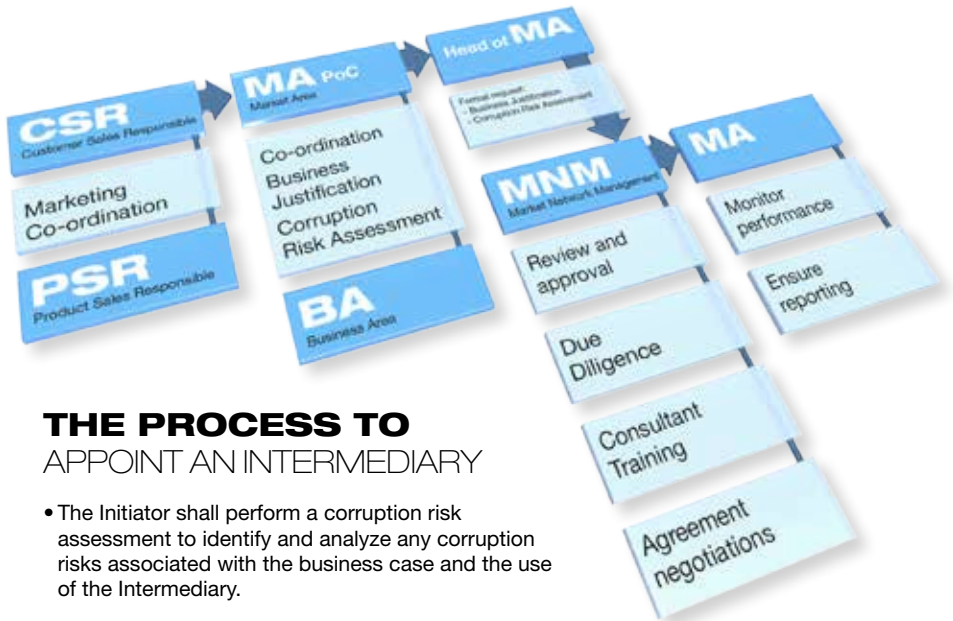 CSR
Customer Sales Responsible
Marketing
Co-ordination
PSR
Product Sales Responsible
MA PoC
Market Area
Co-ordination
Business
Justification
Corruption
Risk Assessment
BA
Business Area
Head of MA
Formal request:
- Business Justification
- Corruption Risk Assessment
MNM
Market Network Management
Review and
approval
Due
Diligence
Consultant
Training
Agreement
negotiations
MA
Monitor
performance
Ensure
reporting
THE PROCESS TO
APPOINT AN INTERMEDIARY
• The Initiator shall perform a corruption risk
assessment to identify and analyze any corruption
risks associated with the business case and the use
of the Intermediary.